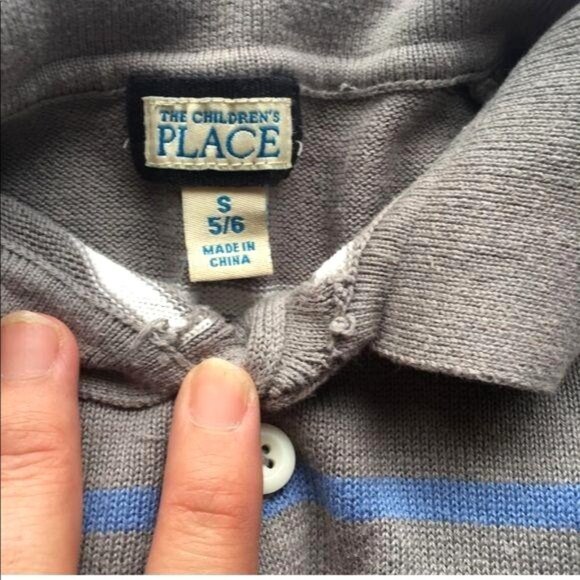 THE CHILDREN'S
PLACE
S
5/6
MADE IN
CHINA